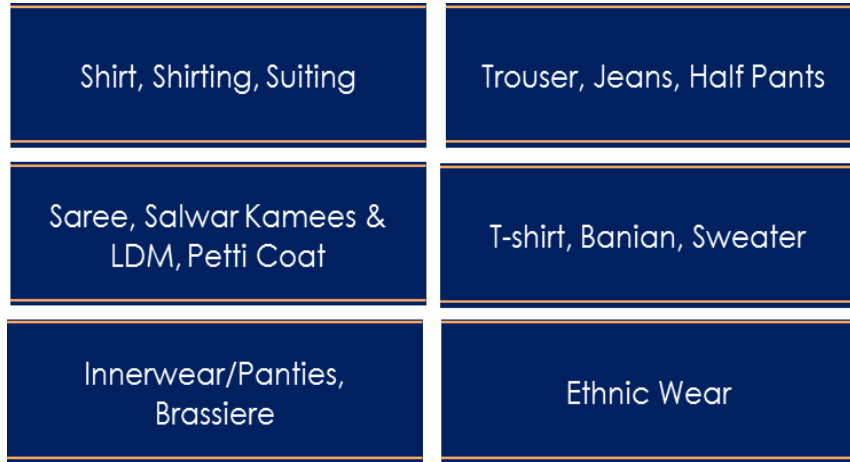 Shirt, Shirting, Suiting
Trouser, Jeans, Half Pants
Saree, Salwar Kamees &
LDM, Petti Coat
T-shirt, Banian, Sweater
Innerwear/Panties,
Brassiere
Ethnic Wear